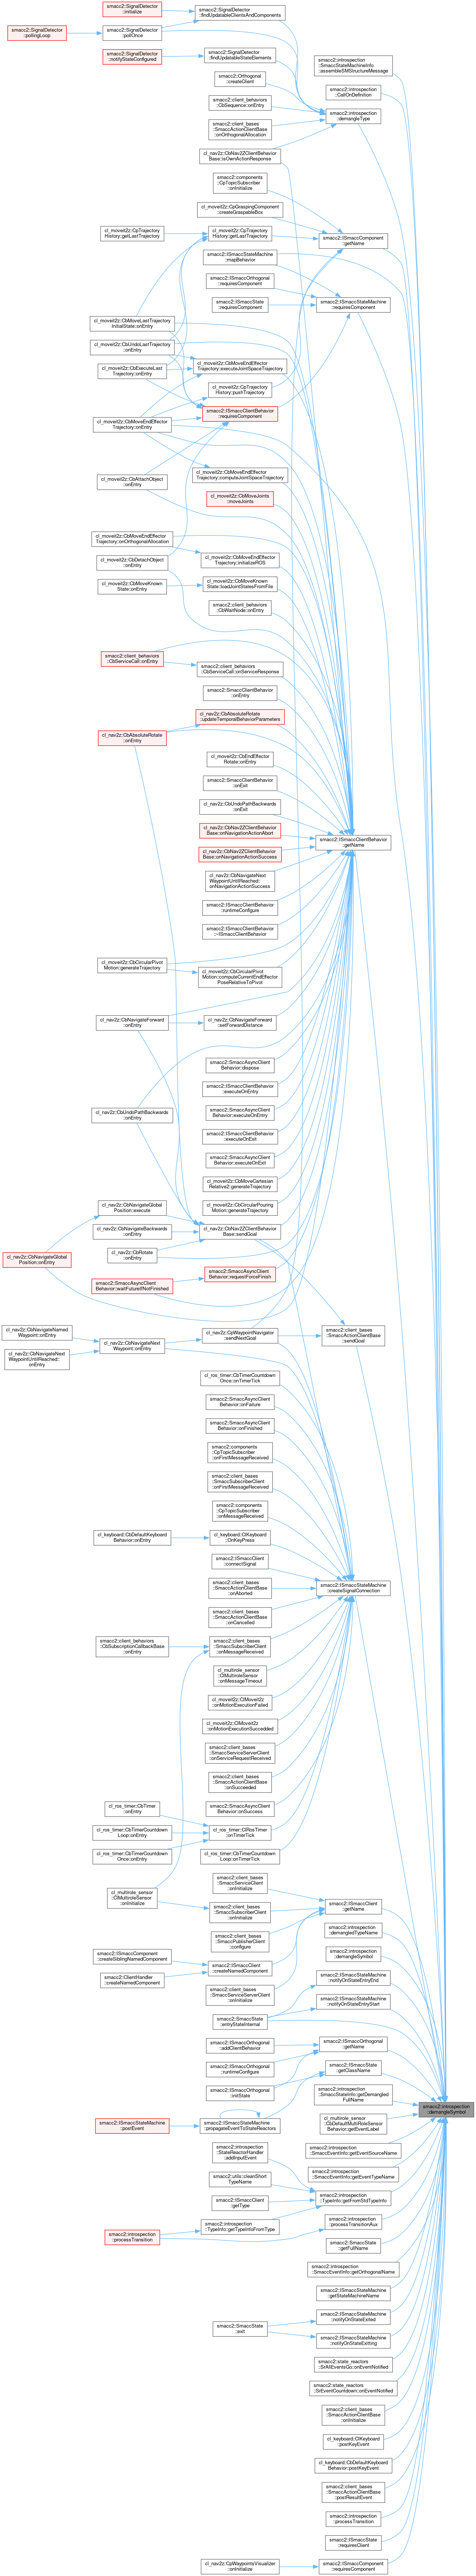 smacc2::SignalDetector
::initialize
smacc2::SignalDetector
::findUpdatableClientsAndComponents
smacc2::SignalDetector
::pollingLoop
smacc2::SignalDetector
::pollOnce
smacc2::SignalDetector
::notifyStateConfigured
smacc2::SignalDetector
::findUpdatableStateElements
smacc2::introspection
::SmaccStateMachineInfo
::assembleSMStructureMessage
smacc2::Orthogonal
::createClient
smacc2::introspection
::CallOnDefinition
smacc2::client_behaviors
::CbSequence::onEntry
smacc2::introspection
::demangleType
smacc2::client_bases
::SmaccActionClientBase
::onOrthogonalAllocation
cl_nav2z::CbNav2ZClientBehavior
Base::isOwnActionResponse
smacc2::components
::CpTopicSubscriber
::onInitialize
cl_moveit2z::CpGraspingComponent
::createGraspableBox
cl_moveit2z::CpTrajectory
History::getLastTrajectory
cl_moveit2z::CpTrajectory
History::getLastTrajectory
smacc2::ISmaccComponent
::getName
smacc2::ISmaccStateMachine
::mapBehavior
smacc2::ISmaccOrthogonal
::requiresComponent
smacc2::ISmaccState
::requiresComponent
smacc2::ISmaccStateMachine
::requiresComponent
cl_moveit2z::CbMoveLastTrajectory
InitialState::onEntry
cl_moveit2z::CbUndoLastTrajectory
::onEntry
cl_moveit2z::CbExecuteLast
Trajectory::onEntry
cl_moveit2z::CbMoveEndEffector
Trajectory::executeJointSpaceTrajectory
cl_moveit2z::CpTrajectory
History::pushTrajectory
cl_moveit2z::CbMoveEndEffector
Trajectory::onEntry
smacc2::ISmaccClientBehavior
::requiresComponent
cl_moveit2z::CbAttachObject
::onEntry
cl_moveit2z::CbMoveEndEffector
Trajectory::computeJointSpaceTrajectory
cl_moveit2z::CbMoveJoints
::moveJoints
cl_moveit2z::CbMoveEndEffector
Trajectory::onOrthogonalAllocation
cl_moveit2z::CbDetachObject
::onEntry
cl_moveit2z::CbMoveEndEffector
Trajectory::initializeROS
cl_moveit2z::CbMoveKnown
State::onEntry
cl_moveit2z::CbMoveKnown
State::loadJointStatesFromFile
smacc2::client_behaviors
::CbWaitNode::onEntry
smacc2::client_behaviors
::CbServiceCall::onEntry
smacc2::client_behaviors
::CbServiceCall::onServiceResponse
smacc2::SmaccClientBehavior
::onEntry
cl_nav2z::CbAbsoluteRotate
::updateTemporalBehaviorParameters
cl_nav2z::CbAbsoluteRotate
::onEntry
cl_moveit2z::CbEndEffector
Rotate::onEntry
smacc2::SmaccClientBehavior
::onExit
cl_nav2z::CbUndoPathBackwards
::onExit
cl_nav2z::CbNav2ZClientBehavior
Base::onNavigationActionAbort
cl_nav2z::CbNav2ZClientBehavior
Base::onNavigationActionSuccess
smacc2::ISmaccClientBehavior
::getName
cl_nav2z::CbNavigateNext
WaypointUntilReached::
onNavigationActionSuccess
smacc2::ISmaccClientBehavior
::runtimeConfigure
smacc2::ISmaccClientBehavior
::~ISmaccClientBehavior
cl_moveit2z::CbCircularPivot
Motion::generateTrajectory
cl_moveit2z::CbCircularPivot
Motion::computeCurrentEndEffector
PoseRelativeToPivot
cl_nav2z::CbNavigateForward
::onEntry
cl_nav2z::CbNavigateForward
::setForwardDistance
smacc2::SmaccAsyncClient
Behavior::dispose
smacc2::ISmaccClientBehavior
::executeOnEntry
cl_nav2z::CbUndoPathBackwards
::onEntry
smacc2::SmaccAsyncClient
Behavior::executeOnEntry
smacc2::ISmaccClientBehavior
::executeOnExit
smacc2::SmaccAsyncClient
Behavior::executeOnExit
cl_moveit2z::CbMoveCartesian
Relative2::generateTrajectory
cl_moveit2z::CbCircularPouring
Motion::generateTrajectory
cl_nav2z::CbNavigateGlobal
Position::execute
cl_nav2z::CbNavigateBackwards
::onEntry
cl_nav2z::CbNav2ZClientBehavior
Base::sendGoal
cl_nav2z::CbNavigateGlobal
Position::onEntry
cl_nav2z::CbRotate
::onEntry
smacc2::SmaccAsyncClient
Behavior::waitFutureIfNotFinished
smacc2::SmaccAsyncClient
Behavior::requestForceFinish
cl_nav2z::CbNavigateNamed
Waypoint::onEntry
cl_nav2z::CbNavigateNext
WaypointUntilReached::
onEntry
cl_nav2z::CbNavigateNext
Waypoint::onEntry
cl_nav2z::CpWaypointNavigator
::sendNextGoal
smacc2::client_bases
::SmaccActionClientBase
::sendGoal
cl_ros_timer::CbTimerCountdown
Once::onTimerTick
smacc2::SmaccAsyncClient
Behavior::onFailure
smacc2::SmaccAsyncClient
Behavior::onFinished
smacc2::components
::CpTopicSubscriber
::onFirstMessageReceived
smacc2::client_bases
::SmaccSubscriberClient
::onFirstMessageReceived
smacc2::components
::CpTopicSubscriber
::onMessageReceived
cl_keyboard::CbDefaultKeyboard
Behavior::onEntry
cl_keyboard::ClKeyboard
::OnKeyPress
smacc2::ISmaccClient
::connectSignal
smacc2::client_bases
::SmaccActionClientBase
::onAborted
smacc2::ISmaccStateMachine
::createSignalConnection
smacc2::client_bases
::SmaccActionClientBase
::onCancelled
smacc2::client_behaviors
::CbSubscriptionCallbackBase
::onEntry
smacc2::client_bases
::SmaccSubscriberClient
::onMessageReceived
cl_multirole_sensor
::ClMultiroleSensor
::onMessageTimeout
cl_moveit2z::ClMoveit2z
::onMotionExecutionFailed
cl_moveit2z::ClMoveit2z
::onMotionExecutionSuccedded
smacc2::client_bases
::SmaccServiceServerClient
::onServiceRequestReceived
smacc2::client_bases
::SmaccActionClientBase
::onSucceeded
smacc2::SmaccAsyncClient
Behavior::onSuccess
cl_ros_timer::CbTimer
::onEntry
cl_ros_timer::CbTimerCountdown
Loop::onEntry
cl_ros_timer::ClRosTimer
::onTimerTick
cl_ros_timer::CbTimerCountdown
Once::onEntry
cl_ros_timer::CbTimerCountdown
Loop::onTimerTick
cl_multirole_sensor
::ClMultiroleSensor
::onInitialize
smacc2::client_bases
::SmaccServiceClient
::onInitialize
smacc2::client_bases
::SmaccSubscriberClient
::onInitialize
smacc2::ISmaccClient
::getName
smacc2::client_bases
::SmaccPublisherClient
::configure
smacc2::introspection
::demangledTypeName
smacc2::introspection
::demangleSymbol
smacc2::ISmaccComponent
::createSiblingNamedComponent
smacc2::ClientHandler
::createNamedComponent
smacc2::ISmaccClient
::createNamedComponent
smacc2::ISmaccStateMachine
::notifyOnStateEntryEnd
smacc2::client_bases
::SmaccServiceServerClient
::onInitialize
smacc2::ISmaccStateMachine
::notifyOnStateEntryStart
smacc2::SmaccState
::entryStateInternal
smacc2::ISmaccOrthogonal
::addClientBehavior
smacc2::ISmaccOrthogonal
::getName
smacc2::ISmaccOrthogonal
::runtimeConfigure
smacc2::ISmaccState
::getClassName
smacc2::ISmaccOrthogonal
::initState
smacc2::introspection
::SmaccStateInfo::getDemangled
FullName
smacc2::introspection
::demangleSymbol
smacc2::ISmaccStateMachine
::postEvent
smacc2::ISmaccStateMachine
::propagateEventToStateReactors
cl_multirole_sensor
::CbDefaultMultiRoleSensor
Behavior::getEventLabel
smacc2::introspection
::SmaccEventInfo::getEventSourceName
smacc2::introspection
::StateReactorHandler
::addInputEvent
smacc2::introspection
::SmaccEventInfo::getEventTypeName
smacc2::utils::cleanShort
TypeName
smacc2::ISmaccClient
::getType
smacc2::introspection
::TypeInfo::getFromStdTypeInfo
smacc2::introspection
::processTransition
smacc2::introspection
::TypeInfo::getTypeInfoFromType
smacc2::introspection
::processTransitionAux
smacc2::SmaccState
::getFullName
smacc2::introspection
::SmaccEventInfo::getOrthogonalName
smacc2::ISmaccStateMachine
::getStateMachineName
smacc2::SmaccState
::exit
smacc2::ISmaccStateMachine
::notifyOnStateExited
smacc2::ISmaccStateMachine
::notifyOnStateExitting
smacc2::state_reactors
::SrAllEventsGo::onEventNotified
smacc2::state_reactors
::SrEventCountdown::onEventNotified
smacc2::client_bases
::SmaccActionClientBase
::onInitialize
cl_keyboard::ClKeyboard
::postKeyEvent
cl_keyboard::CbDefaultKeyboard
Behavior::postKeyEvent
smacc2::client_bases
::SmaccActionClientBase
::postResultEvent
smacc2::introspection
::processTransition
smacc2::ISmaccState
::requiresClient
cl_nav2z::CpWaypointsVisualizer
::onInitialize
smacc2::ISmaccComponent
::requiresComponent